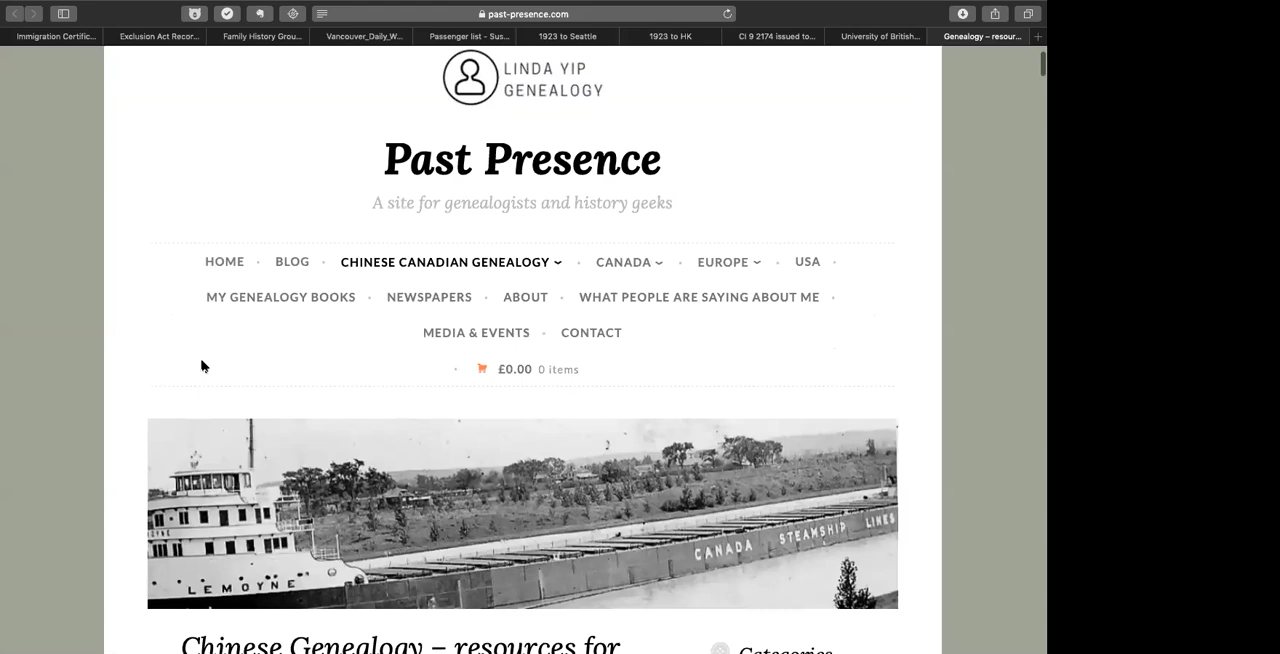 past-presence.com
Immigration Certific...
Exclusion Act Recor...
Family History Grou...
Vancouver_Daily_W...
Passenger list - Sus...
1923 to Seattle
1923 to HK
CI 9 2174 issued to...
University of British...
Genealogy – resour...
LINDA YIP
GENEALOGY
Past Presence
A site for genealogists and history geeks
HOME · BLOG · CHINESE CANADIAN GENEALOGY · CANADA · EUROPE · USA ·
MY GENEALOGY BOOKS · NEWSPAPERS · ABOUT · WHAT PEOPLE ARE SAYING ABOUT ME ·
MEDIA & EVENTS · CONTACT
· £0.00 0 items
CANADA STEAMSHIP LINES
LEMOYNE
Chinese Genealogy – resources for
Categories